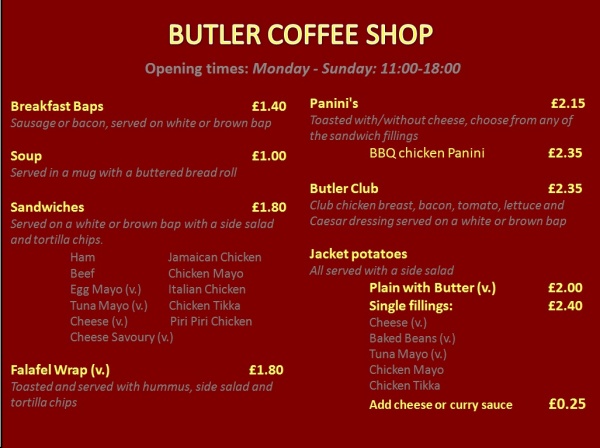 BUTLER COFFEE SHOP
Opening times: Monday - Sunday: 11:00-18:00
Breakfast Baps £1.40
Sausage or bacon, served on white or brown bap
Soup £1.00
Served in a mug with a buttered bread roll
Sandwiches £1.80
Served on a white or brown bap with a side salad
and tortilla chips.
Ham Jamaican Chicken
Beef Chicken Mayo
Egg Mayo (v.) Italian Chicken
Tuna Mayo (v.) Chicken Tikka
Cheese (v.) Piri Piri Chicken
Cheese Savoury (v.)
Falafel Wrap (v.) £1.80
Toasted and served with hummus, side salad and
tortilla chips
Panini's £2.15
Toasted with/without cheese, choose from any of
the sandwich fillings
BBQ chicken Panini £2.35
Butler Club £2.35
Club chicken breast, bacon, tomato, lettuce and
Caesar dressing served on a white or brown bap
Jacket potatoes
All served with a side salad
Plain with Butter (v.) £2.00
Single fillings: £2.40
Cheese (v.)
Baked Beans (v.)
Tuna Mayo (v.)
Chicken Mayo
Chicken Tikka
Add cheese or curry sauce £0.25